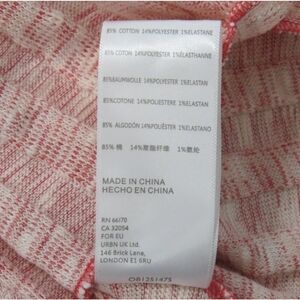 85% COTTON 14%POLYESTER 1%ELASTANE
85% COTON 14%POLYESTER 1%ELASTHANNE
85%BAUMWOLLE 14%POLYESTER 1%ELASTAN
85%COTONE 14%POLIESTERE 1%ELASTAN
85% ALGODÓN 14%POLIÉSTER 1%ELASTANO
85% 棉 14%聚酯纤维 1%氨纶
MADE IN CHINA
HECHO EN CHINA
RN 66170
CA 32054
FOR EU
URBN UK Ltd.
146 Brick Lane,
LONDON E1 6RU
OB1251475